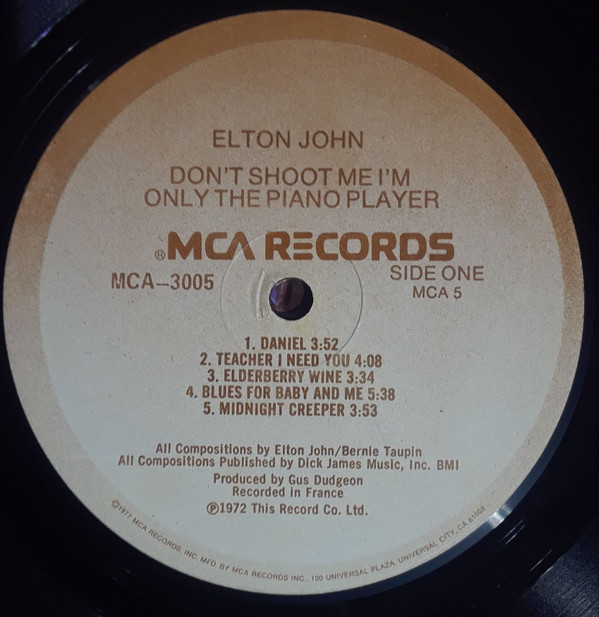 ELTON JOHN
DON'T SHOOT ME I'M
ONLY THE PIANO PLAYER
®MCA RECORDS
MCA–3005
SIDE ONE
MCA 5
1. DANIEL 3:52
2. TEACHER I NEED YOU 4:08
3. ELDERBERRY WINE 3:34
4. BLUES FOR BABY AND ME 5:38
5. MIDNIGHT CREEPER 3:53
All Compositions by Elton John/Bernie Taupin
All Compositions Published by Dick James Music, Inc. BMI
Produced by Gus Dudgeon
Recorded in France
℗1972 This Record Co. Ltd.
©1977 MCA RECORDS INC. MFD BY MCA RECORDS INC., 100 UNIVERSAL PLAZA, UNIVERSAL CITY, CA 91608